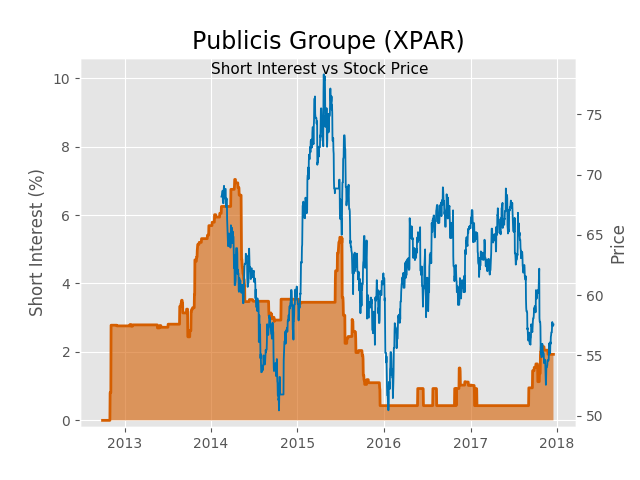 Publicis Groupe (XPAR)
Short Interest vs Stock Price
Short Interest (%)
Price
10
8
6
4
2
0
75
70
65
60
55
50
2013 2014 2015 2016 2017 2018